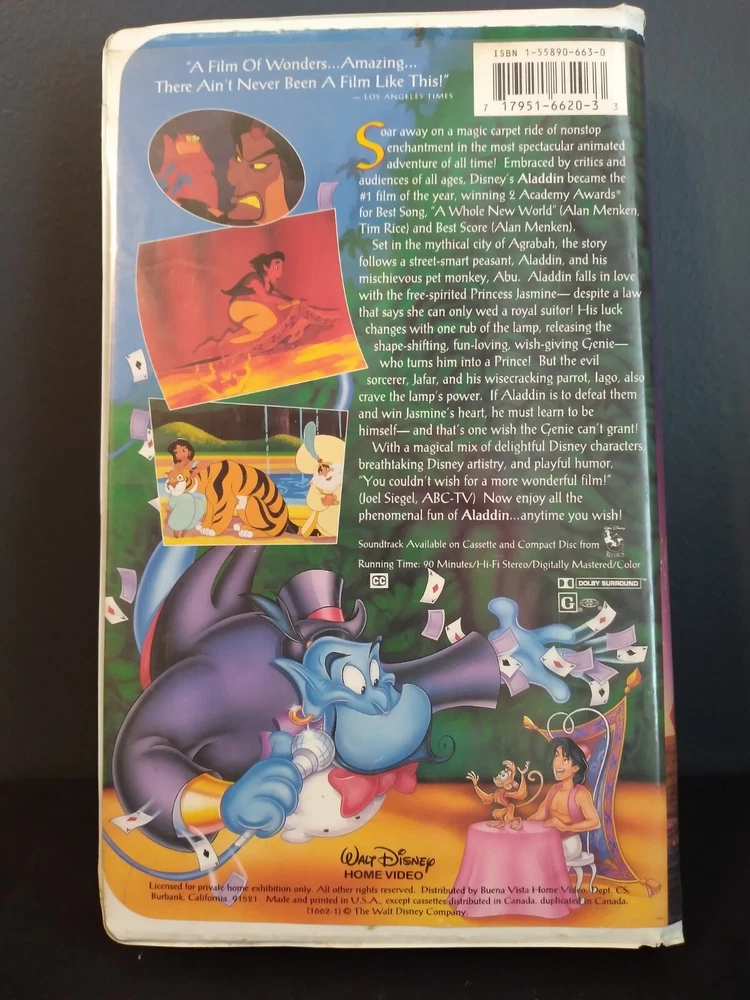 "A Film Of Wonders...Amazing...
There Ain't Never Been A Film Like This!"
— LOS ANGELES TIMES
ISBN 1-55890-663-0
7 17951-6620-3 3
Soar away on a magic carpet ride of nonstop
enchantment in the most spectacular animated
adventure of all time! Embraced by critics and
audiences of all ages, Disney's Aladdin became the
#1 film of the year, winning 2 Academy Awards®
for Best Song, "A Whole New World" (Alan Menken,
Tim Rice) and Best Score (Alan Menken).
Set in the mythical city of Agrabah, the story
follows a street-smart peasant, Aladdin, and his
mischievous pet monkey, Abu. Aladdin falls in love
with the free-spirited Princess Jasmine— despite a law
that says she can only wed a royal suitor! His luck
changes with one rub of the lamp, releasing the
shape-shifting, fun-loving, wish-giving Genie—
who turns him into a Prince! But the evil
sorcerer, Jafar, and his wisecracking parrot, Iago, also
crave the lamp's power. If Aladdin is to defeat them
and win Jasmine's heart, he must learn to be
himself— and that's one wish the Genie can't grant!
With a magical mix of delightful Disney characters,
breathtaking Disney artistry, and playful humor,
"You couldn't wish for a more wonderful film!"
(Joel Siegel, ABC-TV) Now enjoy all the
phenomenal fun of Aladdin...anytime you wish!
Soundtrack Available on Cassette and Compact Disc from
Walt Disney
RECORDS
Running Time: 90 Minutes/Hi-Fi Stereo/Digitally Mastered/Color
CC
DOLBY SURROUND
G
Walt Disney
HOME VIDEO
Licensed for private home exhibition only. All other rights reserved. Distributed by Buena Vista Home Video, Dept. CS,
Burbank, California 91521. Made and printed in U.S.A., except cassettes distributed in Canada, duplicated in Canada.
(1662-1) © The Walt Disney Company